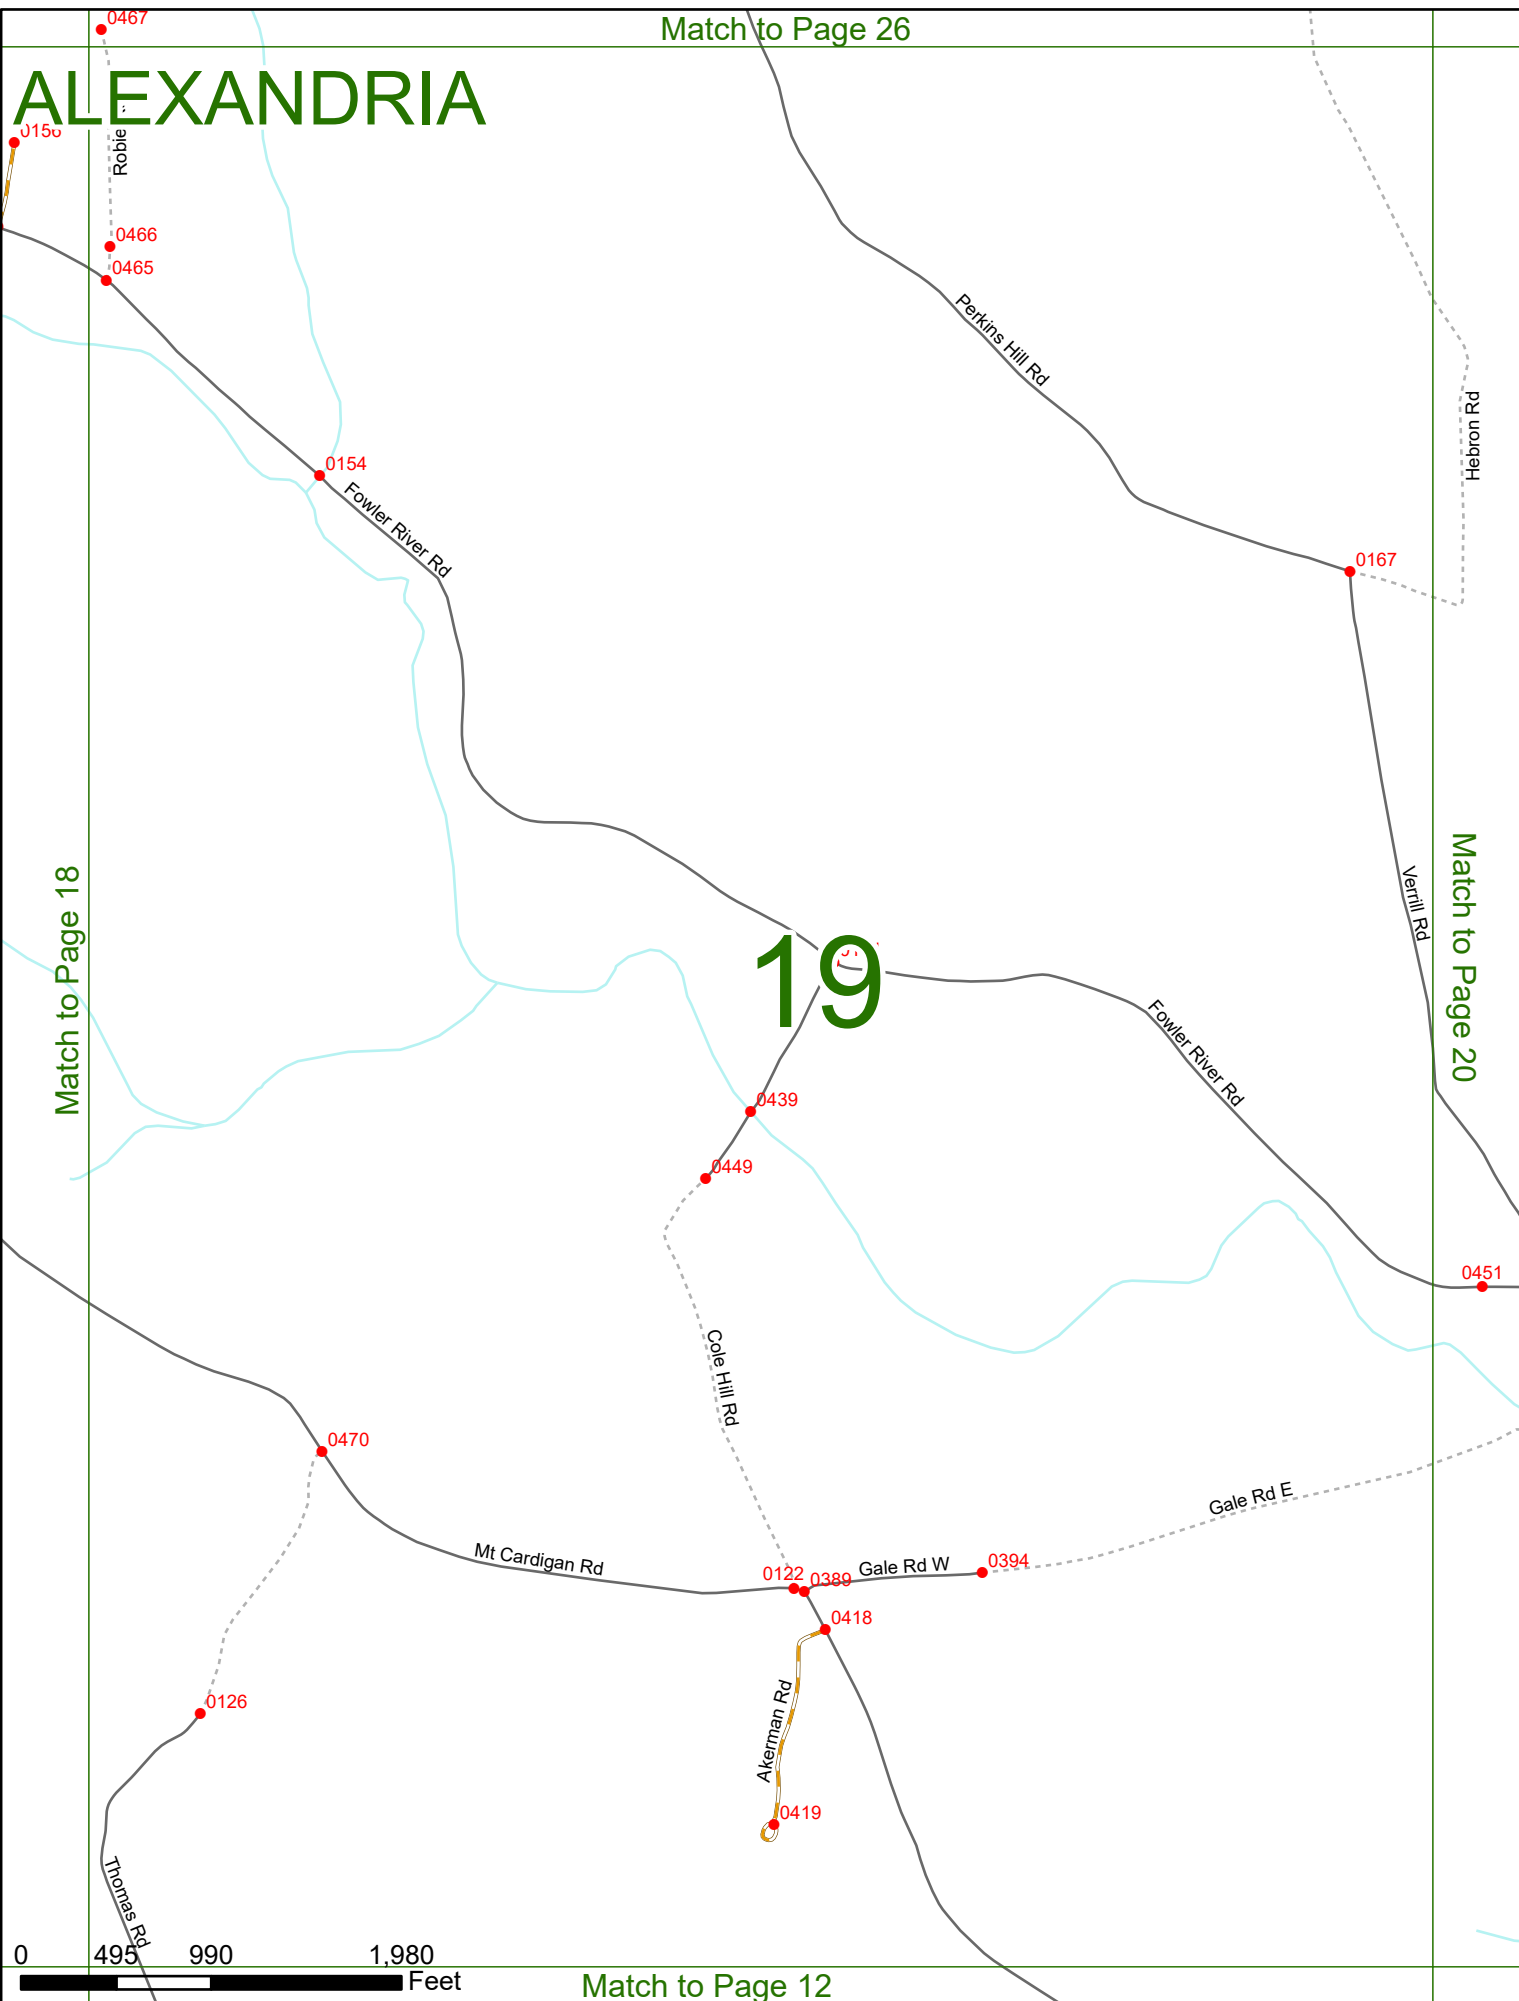 0467
Match to Page 26
ALEXANDRIA
Robie
0466
0465
Perkins Hill Rd
Hebron Rd
0154
Fowler River Rd
0167
Verrill Rd
Match to Page 18
Match to Page 20
19
Fowler River Rd
0439
0449
0451
Cole Hill Rd
0470
Gale Rd E
Mt Cardigan Rd
0122
0389
Gale Rd W
0394
0418
Akerman Rd
0126
0419
Thomas Rd
0 495 990 1,980
Feet
Match to Page 12